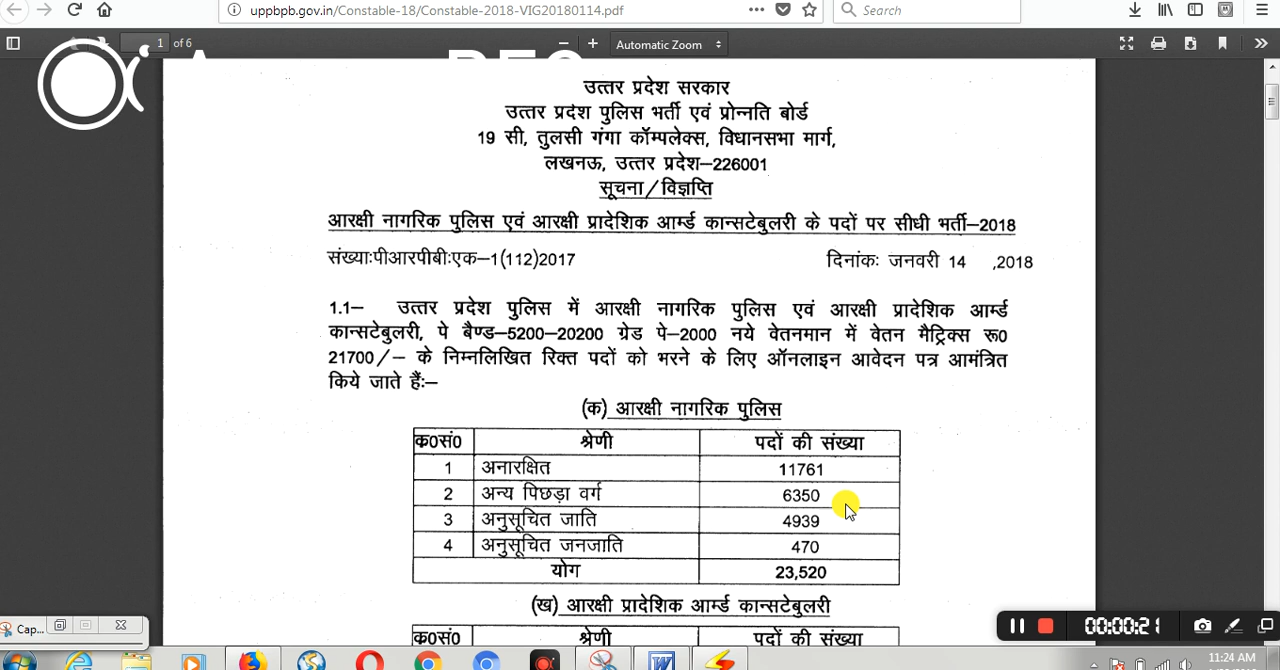 uppbpb.gov.in/Constable-18/Constable-2018-VIG20180114.pdf
Search
1 of 6
Automatic Zoom
उत्तर प्रदेश सरकार
उत्तर प्रदेश पुलिस भर्ती एवं प्रोन्नति बोर्ड
19 सी, तुलसी गंगा कॉम्पलेक्स, विधानसभा मार्ग,
लखनऊ, उत्तर प्रदेश–226001
सूचना/विज्ञप्ति
आरक्षी नागरिक पुलिस एवं आरक्षी प्रादेशिक आर्म्ड कान्सटेबुलरी के पदों पर सीधी भर्ती–2018
संख्याःपीआरपीबीःएक–1(112)2017 दिनांकः जनवरी 14 ,2018
1.1– उत्तर प्रदेश पुलिस में आरक्षी नागरिक पुलिस एवं आरक्षी प्रादेशिक आर्म्ड
कान्सटेबुलरी, पे बैण्ड–5200–20200 ग्रेड पे–2000 नये वेतनमान में वेतन मैट्रिक्स रू0
21700/– के निम्नलिखित रिक्त पदों को भरने के लिए ऑनलाइन आवेदन पत्र आमंत्रित
किये जाते हैंः–
(क) आरक्षी नागरिक पुलिस
क0सं0 श्रेणी पदों की संख्या
1 अनारक्षित 11761
2 अन्य पिछड़ा वर्ग 6350
3 अनुसूचित जाति 4939
4 अनुसूचित जनजाति 470
योग 23,520
(ख) आरक्षी प्रादेशिक आर्म्ड कान्सटेबुलरी
क0सं0 श्रेणी पदों की संख्या
Cap...
00:00:21
11:24 AM